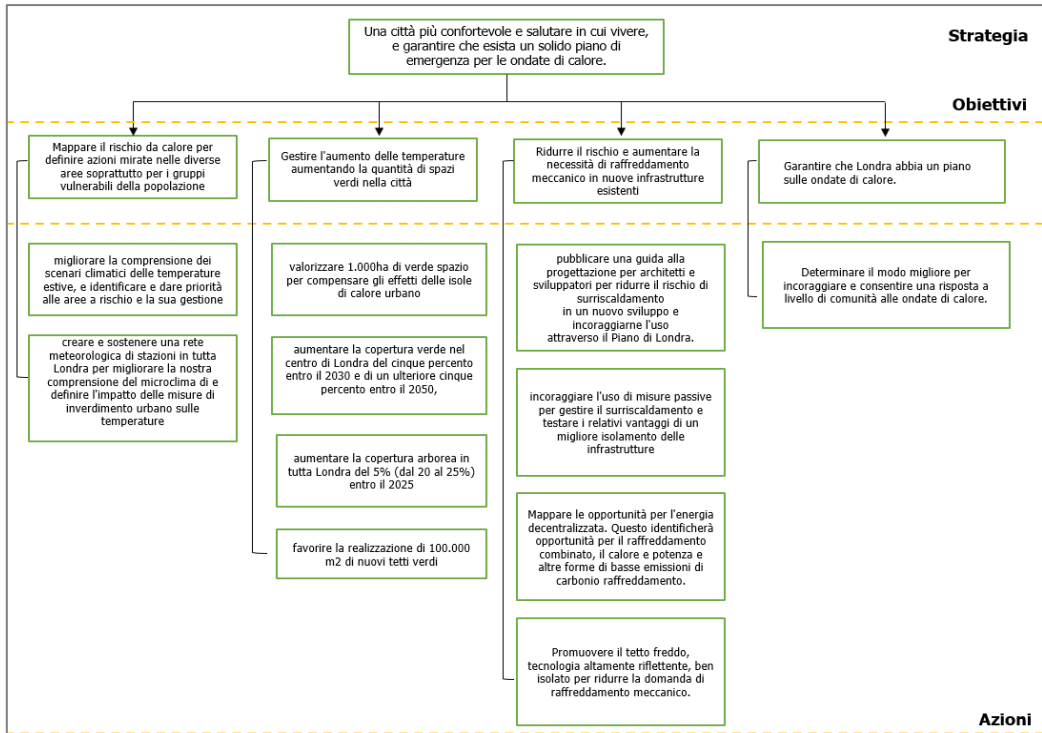 Una città più confortevole e salutare in cui vivere,
e garantire che esista un solido piano di
emergenza per le ondate di calore.
Strategia
Obiettivi
Mappare il rischio da calore per
definire azioni mirate nelle diverse
aree soprattutto per i gruppi
vulnerabili della popolazione
Gestire l'aumento delle temperature
aumentando la quantità di spazi
verdi nella città
Ridurre il rischio e aumentare la
necessità di raffreddamento
meccanico in nuove infrastrutture
esistenti
Garantire che Londra abbia un piano
sulle ondate di calore.
migliorare la comprensione dei
scenari climatici delle temperature
estive, e identificare e dare priorità
alle aree a rischio e la sua gestione
creare e sostenere una rete
meteorologica di stazioni in tutta
Londra per migliorare la nostra
comprensione del microclima di e
definire l'impatto delle misure di
inverdimento urbano sulle
temperature
valorizzare 1.000ha di verde spazio
per compensare gli effetti delle isole
di calore urbano
aumentare la copertura verde nel
centro di Londra del cinque percento
entro il 2030 e di un ulteriore cinque
percento entro il 2050,
aumentare la copertura arborea in
tutta Londra del 5% (dal 20 al 25%)
entro il 2025
favorire la realizzazione di 100.000
m2 di nuovi tetti verdi
pubblicare una guida alla
progettazione per architetti e
sviluppatori per ridurre il rischio di
surriscaldamento
in un nuovo sviluppo e
incoraggiarne l'uso
attraverso il Piano di Londra.
incoraggiare l'uso di misure passive
per gestire il surriscaldamento e
testare i relativi vantaggi di un
migliore isolamento delle
infrastrutture
Mappare le opportunità per l'energia
decentralizzata. Questo identificherà
opportunità per il raffreddamento
combinato, il calore e potenza e
altre forme di basse emissioni di
carbonio raffreddamento.
Promuovere il tetto freddo,
tecnologia altamente riflettente, ben
isolato per ridurre la domanda di
raffreddamento meccanico.
Determinare il modo migliore per
incoraggiare e consentire una risposta a
livello di comunità alle ondate di calore.
Azioni